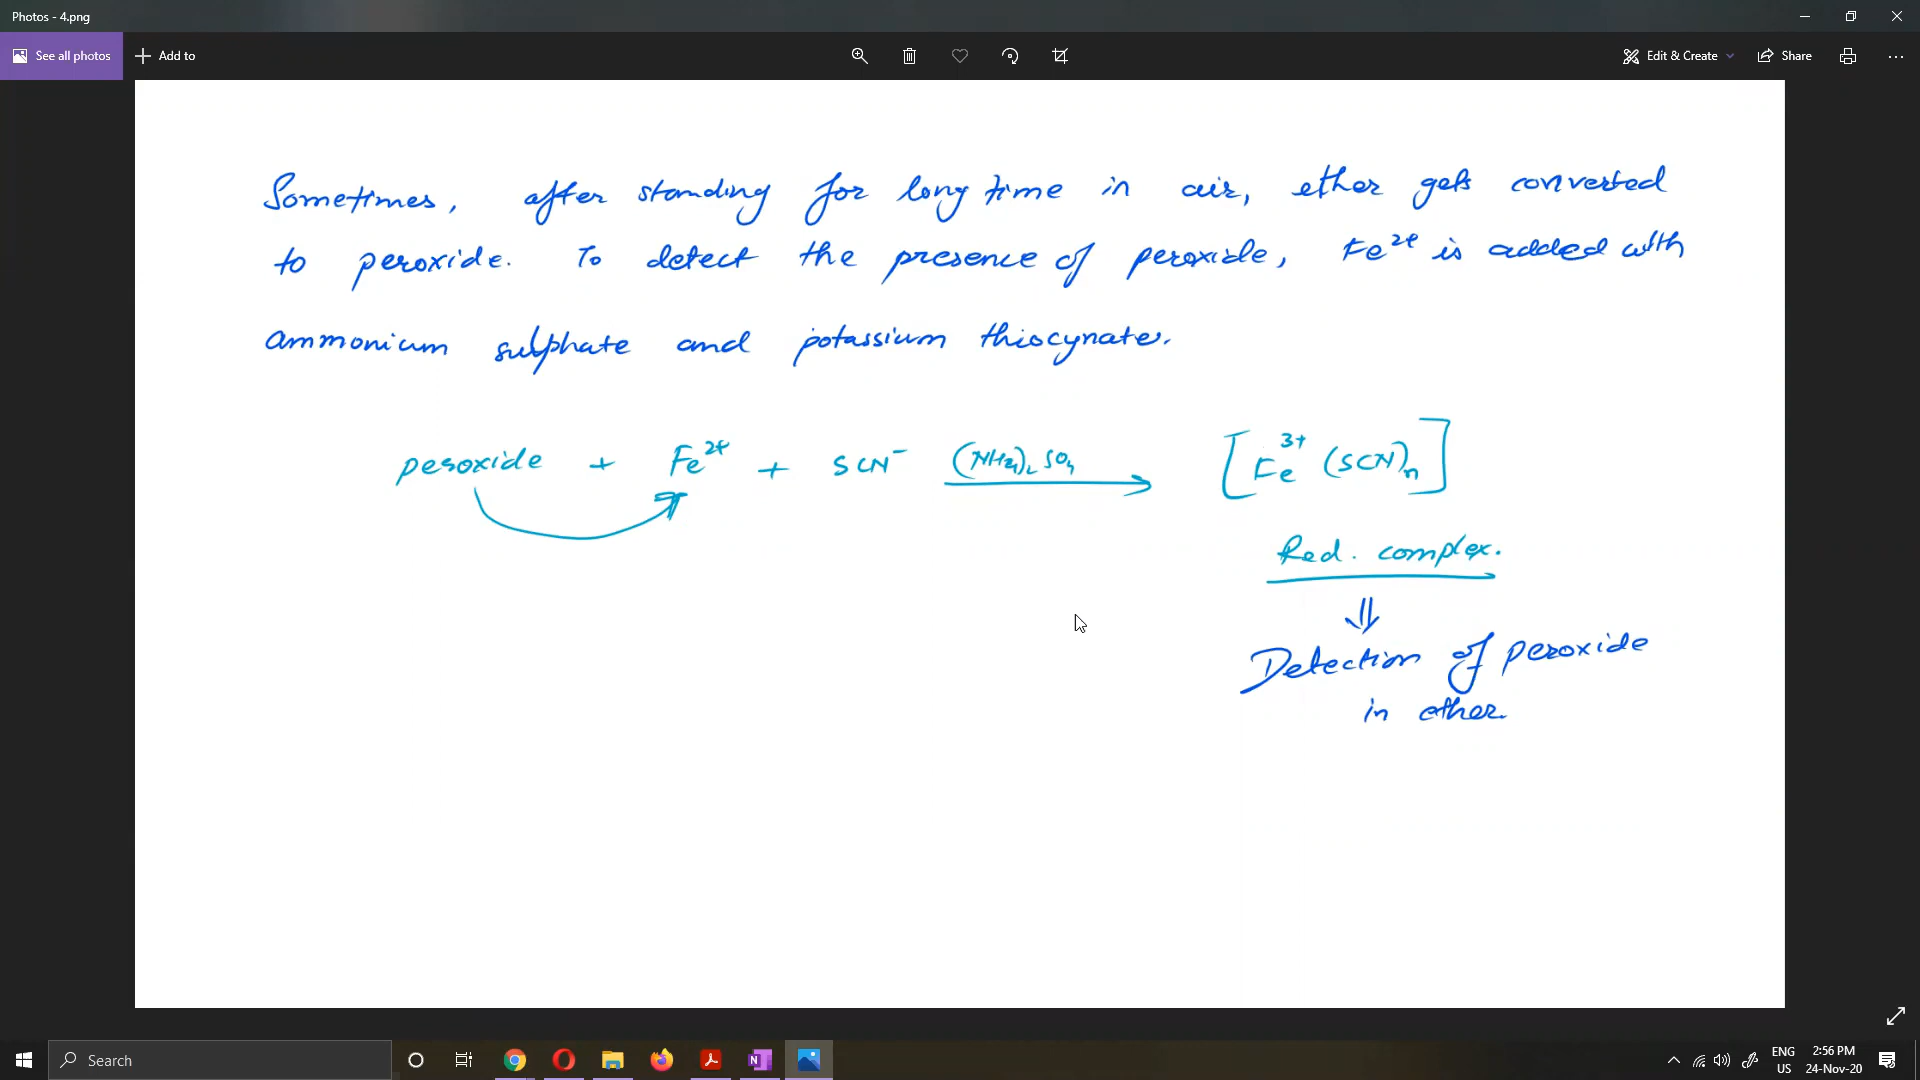 Photos - 4.png
See all photos
Add to
Edit & Create
Share
Sometimes, after standing for long time in air, ether gets converted
to peroxide. To detect the presence of peroxide, Fe²⁺ is added with
ammonium sulphate and potassium thiocynate.
peroxide + Fe²⁺ + SCN⁻ (NH₄)₂SO₄ → [Fe³⁺(SCN)ₙ]
Red. complex.
⇓
Detection of peroxide
in ether.
Search
ENG
US
2:56 PM
24-Nov-20